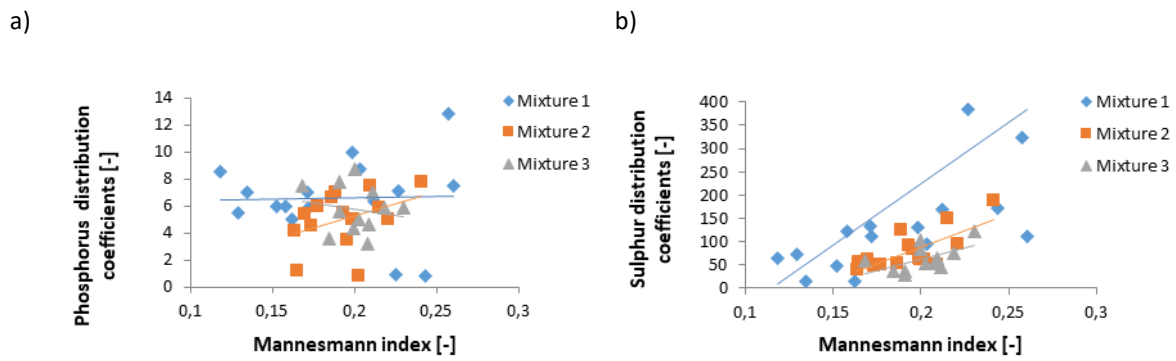 a)
Phosphorus distribution
coefficients [-]
14
12
10
8
6
4
2
0
0,1
0,15
0,2
0,25
0,3
Mannesmann index [-]
Mixture 1
Mixture 2
Mixture 3
b)
Sulphur distribution
coefficients [-]
400
350
300
250
200
150
100
50
0
0,1
0,15
0,2
0,25
0,3
Mannesmann index [-]
Mixture 1
Mixture 2
Mixture 3